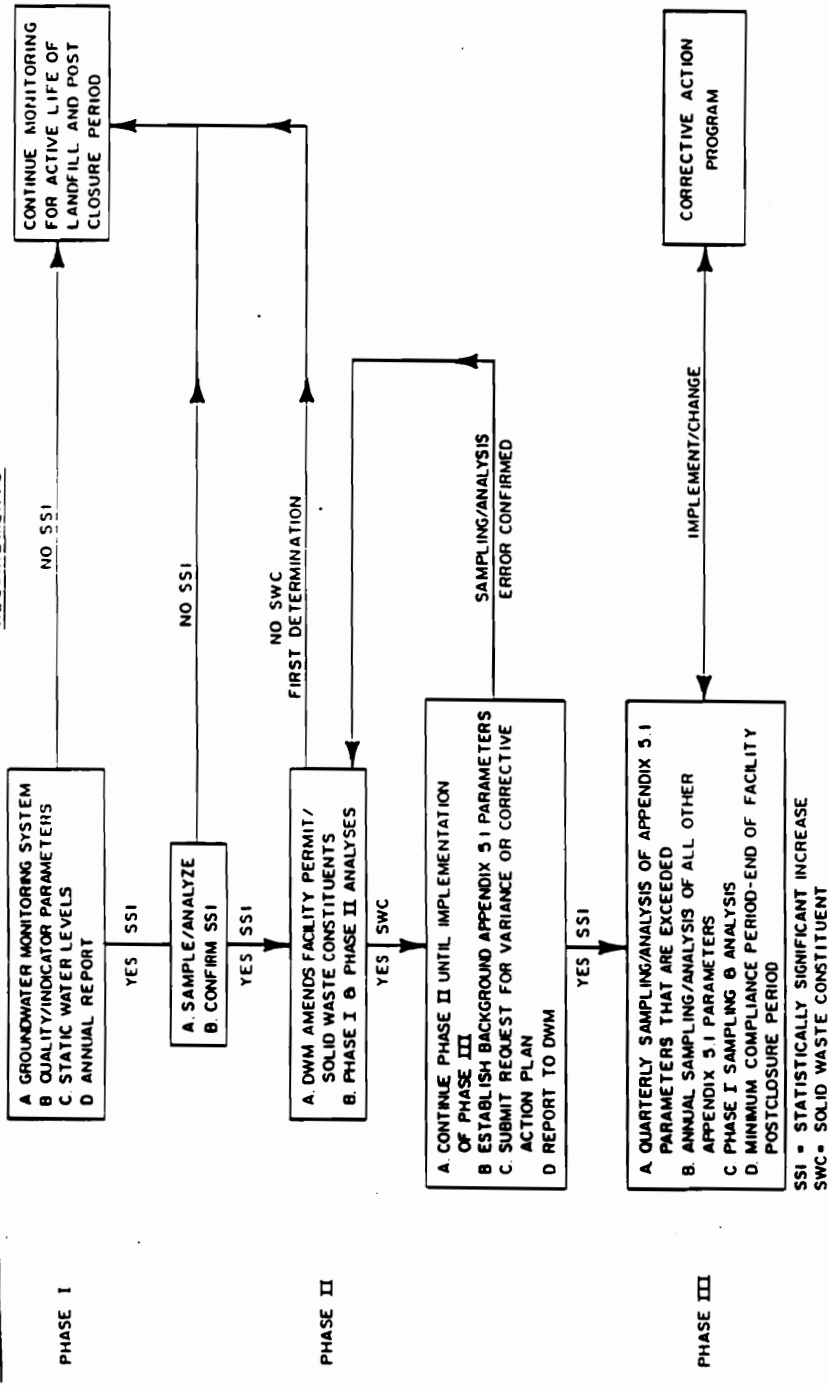 PHASE I
A GROUNDWATER MONITORING SYSTEM
B QUALITY/INDICATOR PARAMETERS
C. STATIC WATER LEVELS
D ANNUAL REPORT
NO SSI
CONTINUE MONITORING
FOR ACTIVE LIFE OF
LANDFILL AND POST
CLOSURE PERIOD
YES SSI
A. SAMPLE/ANALYZE
B. CONFIRM SSI
NO SSI
YES SSI
PHASE II
A. DWM AMENDS FACILITY PERMIT/
SOLID WASTE CONSTITUENTS
B. PHASE I & PHASE II ANALYSES
NO SWC
FIRST DETERMINATION
YES SWC
A. CONTINUE PHASE II UNTIL IMPLEMENTATION
OF PHASE III
B ESTABLISH BACKGROUND APPENDIX 5 1 PARAMETERS
C. SUBMIT REQUEST FOR VARIANCE OR CORRECTIVE
ACTION PLAN
D REPORT TO DWM
SAMPLING/ANALYSIS
ERROR CONFIRMED
YES SSI
PHASE III
A. QUARTERLY SAMPLING/ANALYSIS OF APPENDIX 5.1
PARAMETERS THAT ARE EXCEEDED
B. ANNUAL SAMPLING/ANALYSIS OF ALL OTHER
APPENDIX 5.1 PARAMETERS
C PHASE I SAMPLING & ANALYSIS
D. MINIMUM COMPLIANCE PERIOD-END OF FACILITY
POSTCLOSURE PERIOD
IMPLEMENT/CHANGE
CORRECTIVE ACTION
PROGRAM
SSI = STATISTICALLY SIGNIFICANT INCREASE
SWC = SOLID WASTE CONSTITUENT